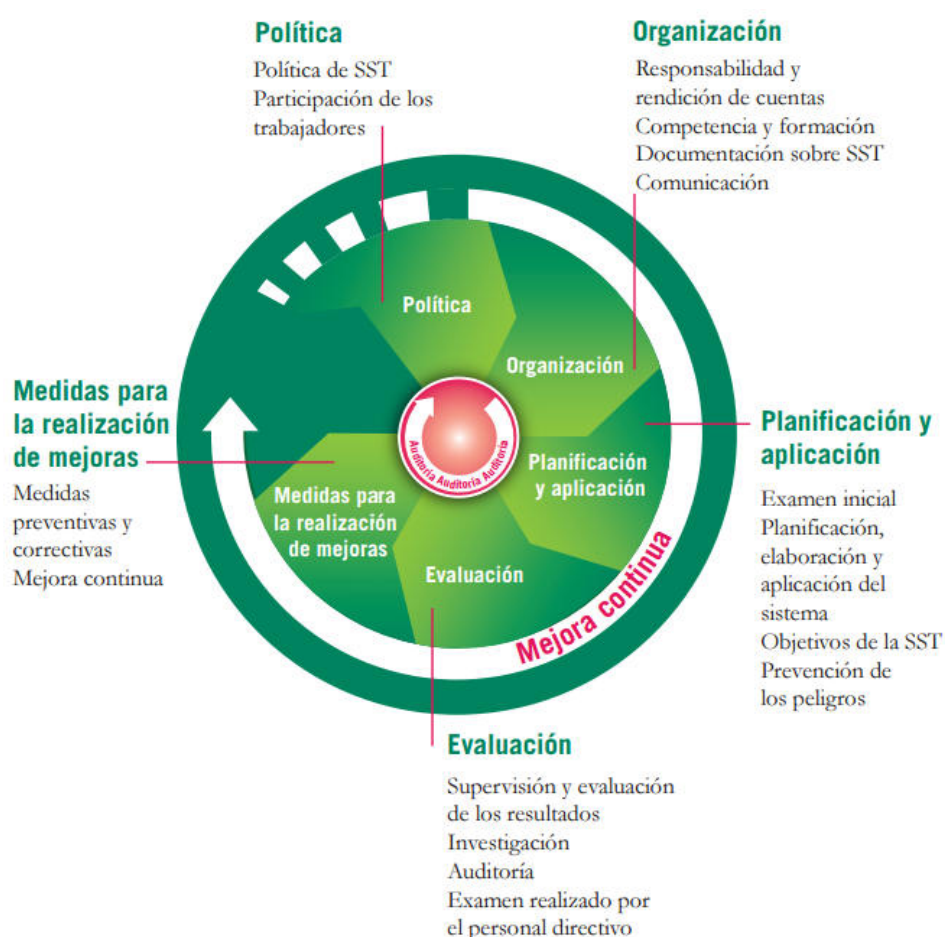 Política
Política de SST
Participación de los
trabajadores
Organización
Responsabilidad y
rendición de cuentas
Competencia y formación
Documentación sobre SST
Comunicación
Política
Organización
Planificación
y aplicación
Evaluación
Medidas para
la realización
de mejoras
Auditoría Auditoría Auditoría
Mejora continua
Medidas para
la realización
de mejoras
Medidas
preventivas y
correctivas
Mejora continua
Planificación y
aplicación
Examen inicial
Planificación,
elaboración y
aplicación del
sistema
Objetivos de la SST
Prevención de
los peligros
Evaluación
Supervisión y evaluación
de los resultados
Investigación
Auditoría
Examen realizado por
el personal directivo